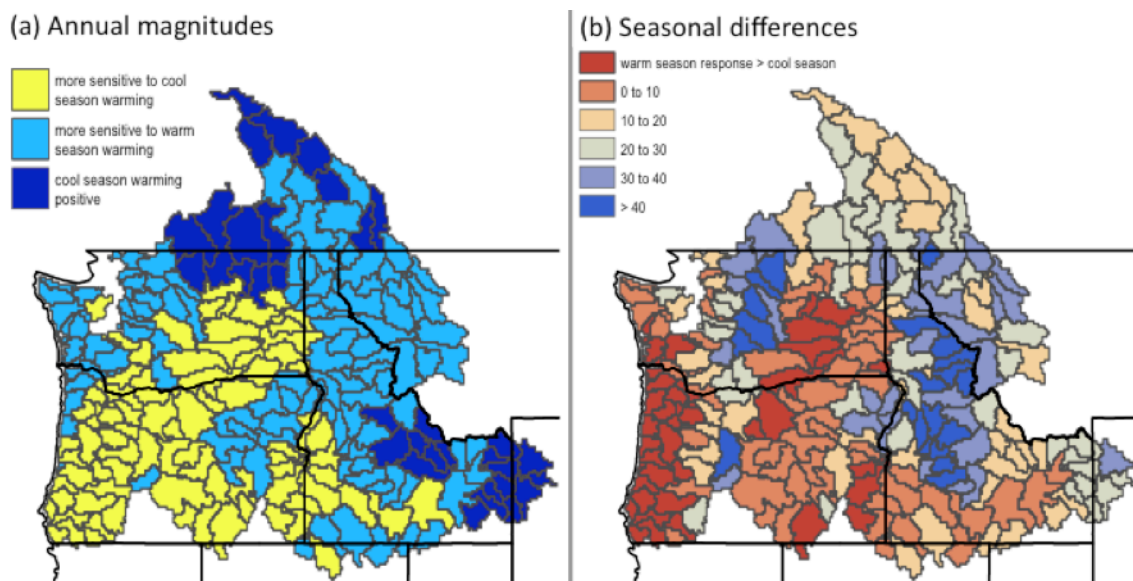 (a) Annual magnitudes
more sensitive to cool
season warming
more sensitive to warm
season warming
cool season warming
positive
(b) Seasonal differences
warm season response > cool season
0 to 10
10 to 20
20 to 30
30 to 40
> 40